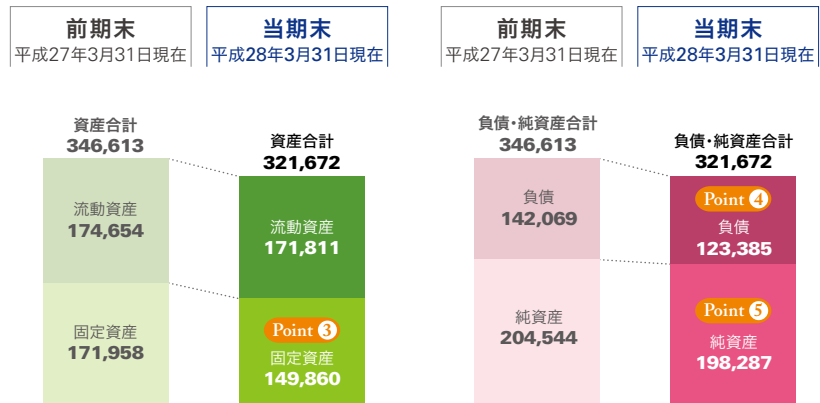 前期末
平成27年3月31日現在
当期末
平成28年3月31日現在
資産合計
346,613
流動資産
174,654
固定資産
171,958
資産合計
321,672
流動資産
171,811
Point 3
固定資産
149,860
前期末
平成27年3月31日現在
当期末
平成28年3月31日現在
負債・純資産合計
346,613
負債
142,069
純資産
204,544
負債・純資産合計
321,672
Point 4
負債
123,385
Point 5
純資産
198,287